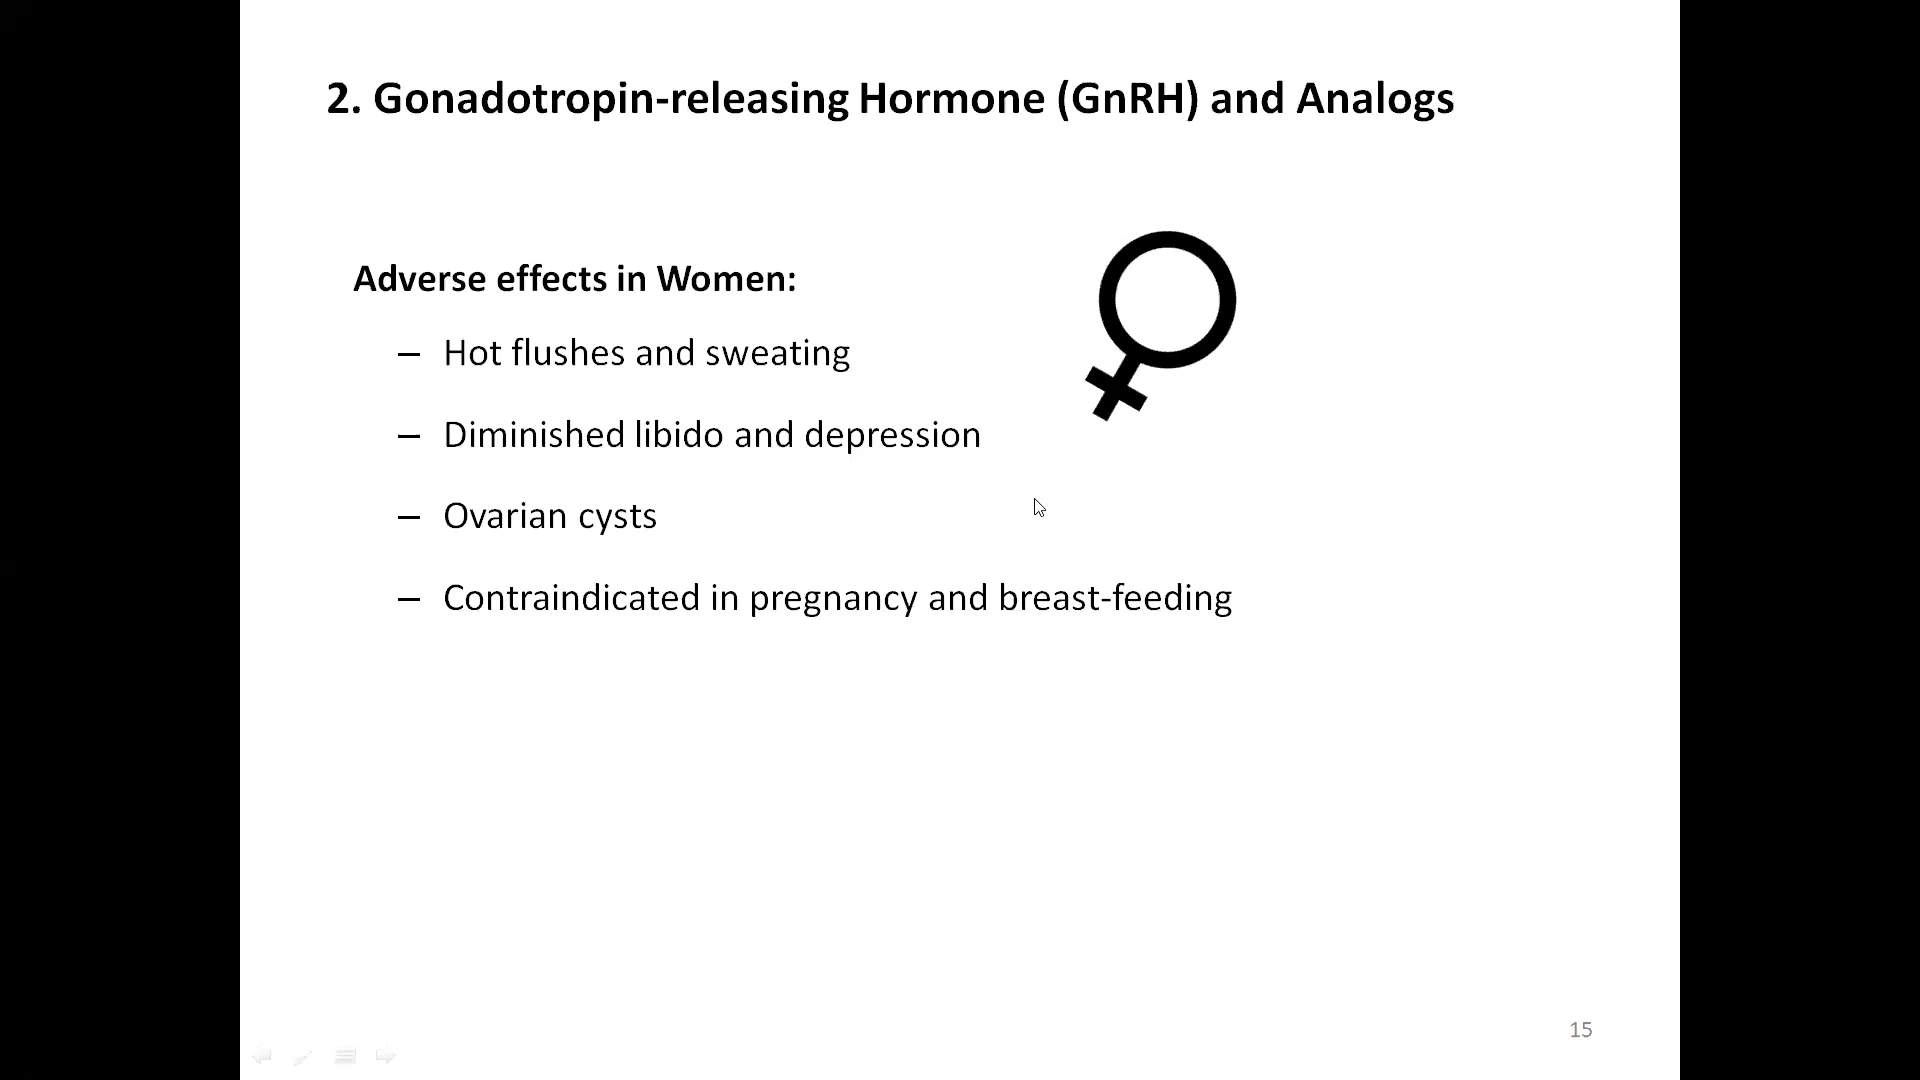 2. Gonadotropin-releasing Hormone (GnRH) and Analogs
Adverse effects in Women:
– Hot flushes and sweating
– Diminished libido and depression
– Ovarian cysts
– Contraindicated in pregnancy and breast-feeding
15